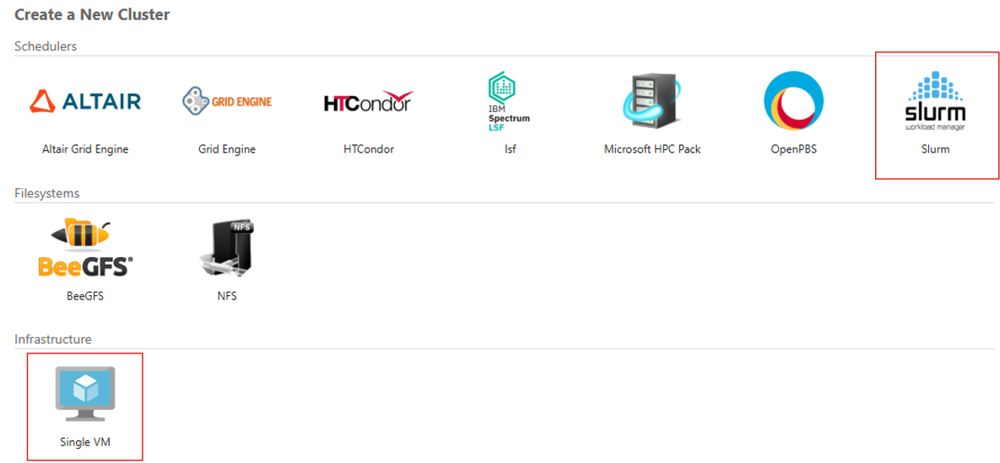 Create a New Cluster
Schedulers
ALTAIR
GRID ENGINE
HTCondor
IBM
Spectrum
LSF
slurm
workload manager
Altair Grid Engine
Grid Engine
HTCondor
lsf
Microsoft HPC Pack
OpenPBS
Slurm
Filesystems
NFS
BeeGFS®
BeeGFS
NFS
Infrastructure
Single VM